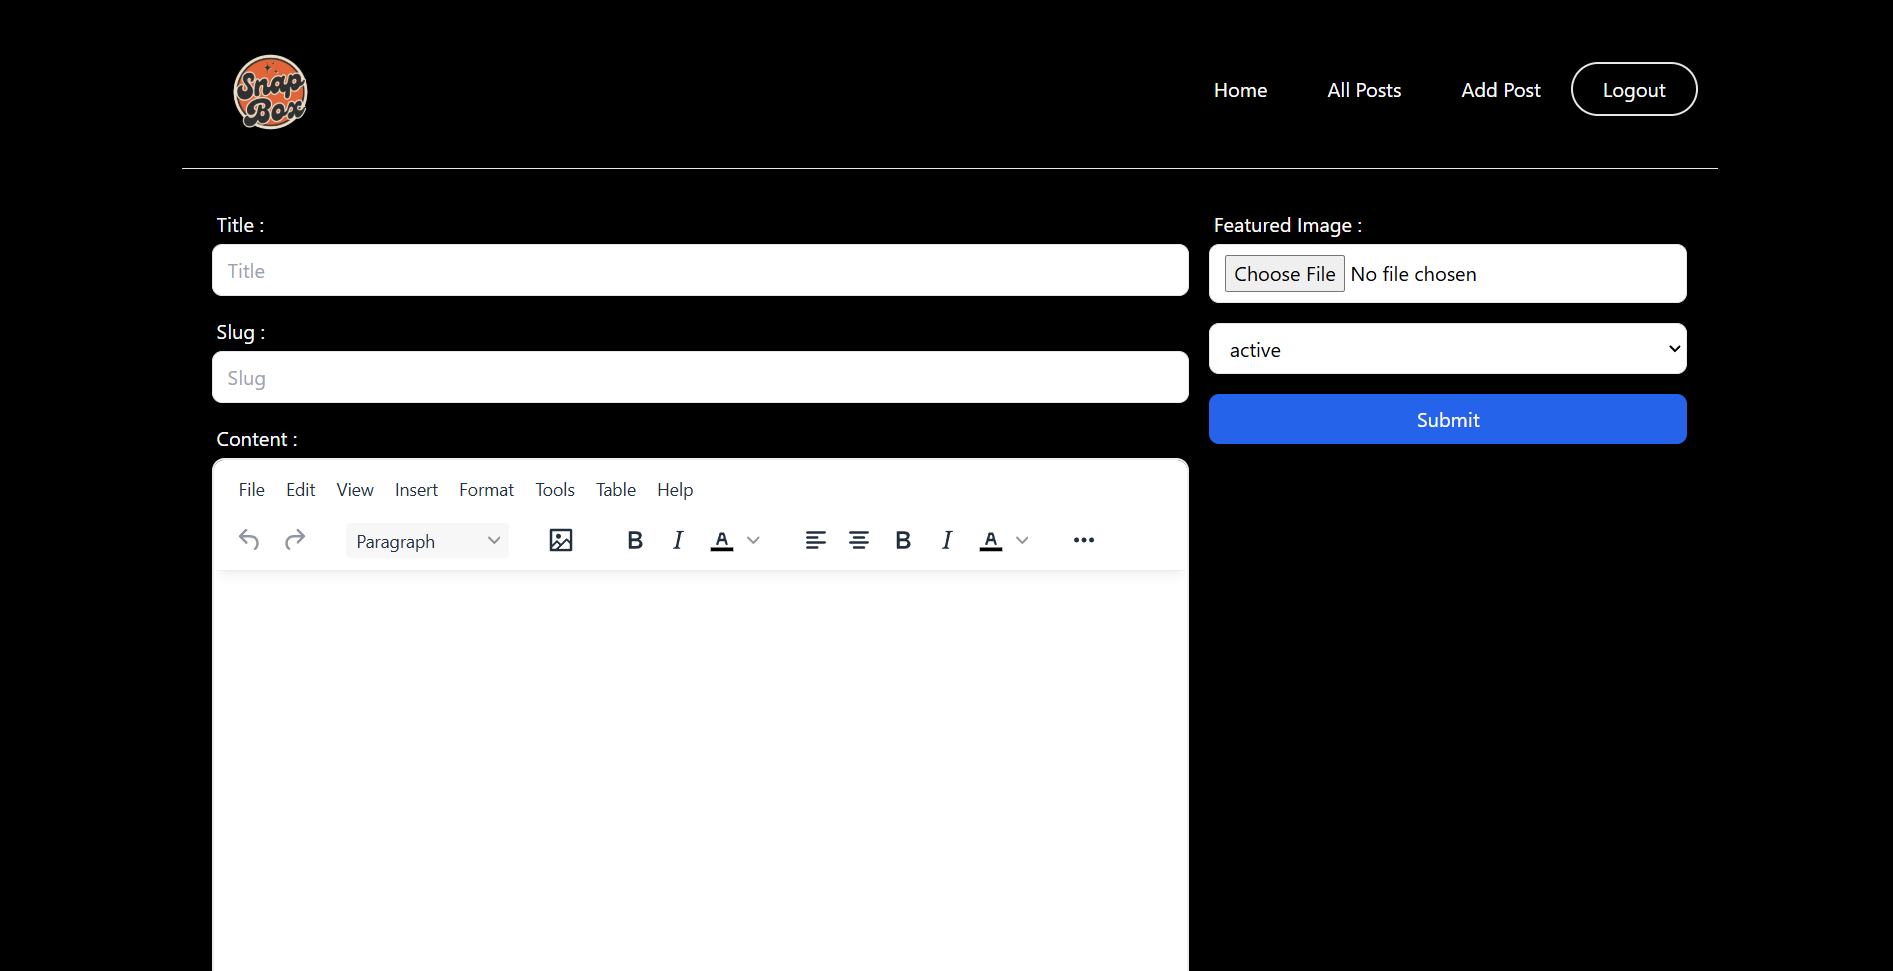 Snap
Box
Home
All Posts
Add Post
Logout
Title :
Title
Slug :
Slug
Content :
File Edit View Insert Format Tools Table Help
Paragraph
B I A B I A
Featured Image :
Choose File No file chosen
active
Submit